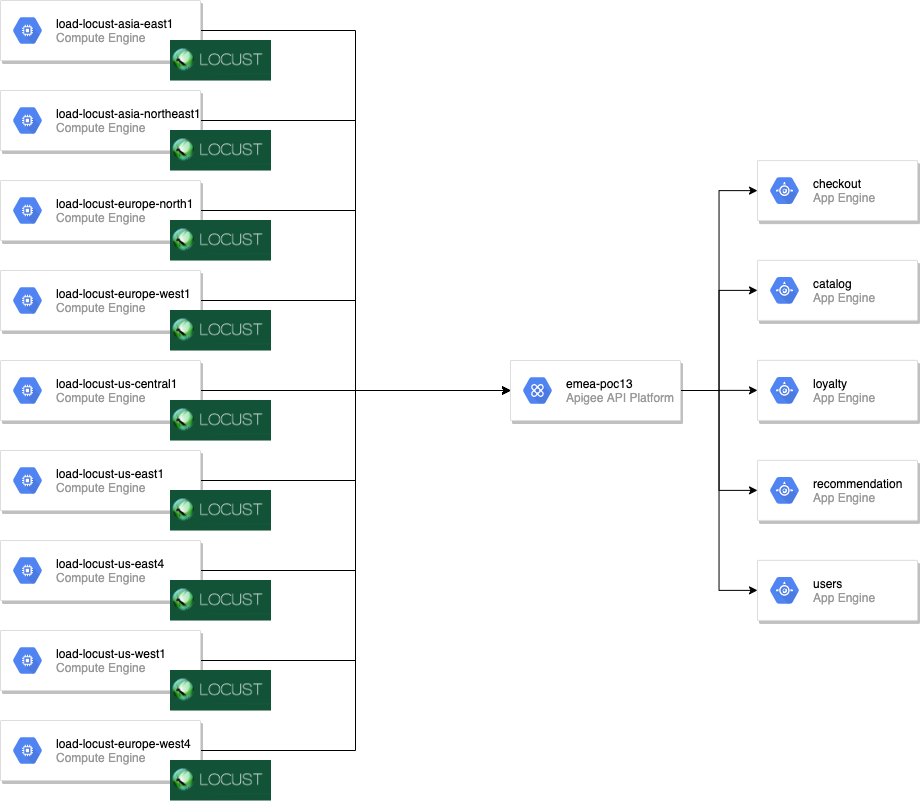 load-locust-asia-east1
Compute Engine
LOCUST
load-locust-asia-northeast1
Compute Engine
LOCUST
load-locust-europe-north1
Compute Engine
LOCUST
load-locust-europe-west1
Compute Engine
LOCUST
load-locust-us-central1
Compute Engine
LOCUST
load-locust-us-east1
Compute Engine
LOCUST
load-locust-us-east4
Compute Engine
LOCUST
load-locust-us-west1
Compute Engine
LOCUST
load-locust-europe-west4
Compute Engine
LOCUST
emea-poc13
Apigee API Platform
checkout
App Engine
catalog
App Engine
loyalty
App Engine
recommendation
App Engine
users
App Engine